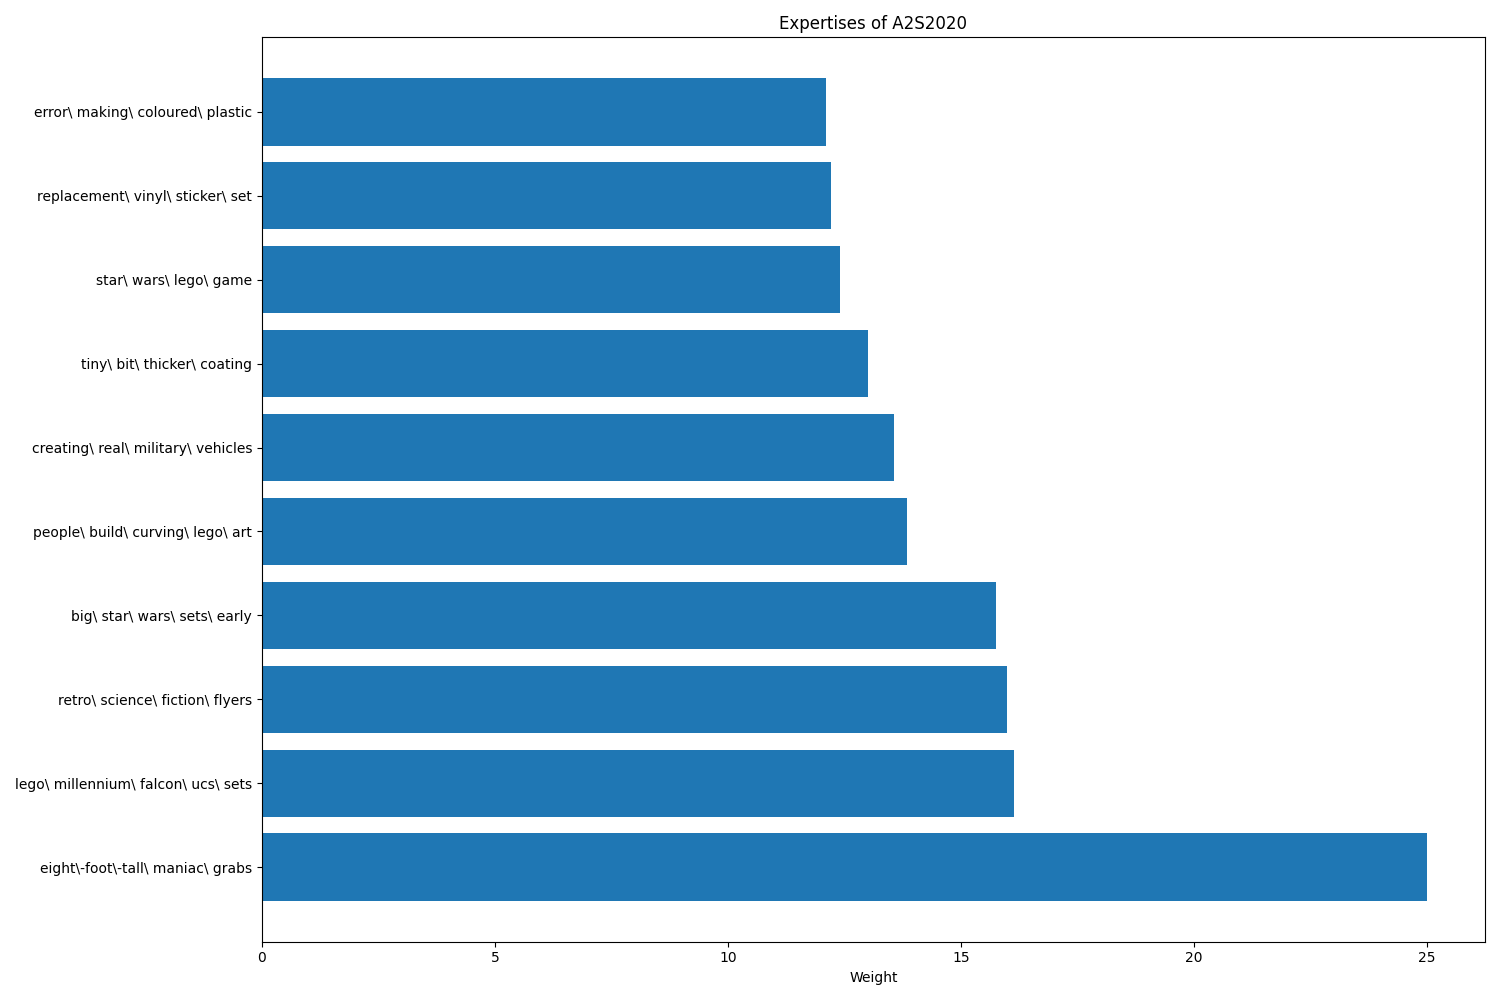 Expertises of A2S2020
error\ making\ coloured\ plastic
replacement\ vinyl\ sticker\ set
star\ wars\ lego\ game
tiny\ bit\ thicker\ coating
creating\ real\ military\ vehicles
people\ build\ curving\ lego\ art
big\ star\ wars\ sets\ early
retro\ science\ fiction\ flyers
lego\ millennium\ falcon\ ucs\ sets
eight\-foot\-tall\ maniac\ grabs
0 5 10 15 20 25
Weight